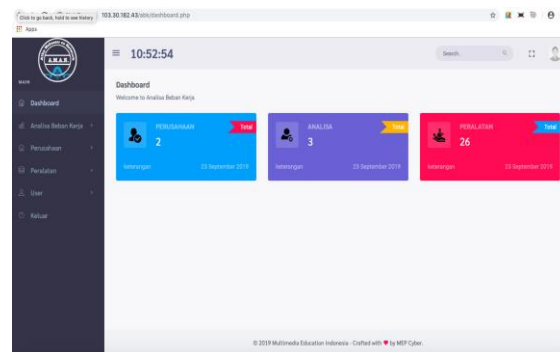 Click to go back, hold to see history
103.30.182.43/abk/dashboard.php
Apps
A.M.A.K.
MAIN
Dashboard
Analisa Beban Kerja
Perusahaan
Peralatan
User
Keluar
10:52:54
Search..
Dashboard
Welcome to Analisa Beban Kerja
PERUSAHAAN
Total
2
keterangan
23 September 2019
ANALISA
Total
3
keterangan
23 September 2019
PERALATAN
Total
26
keterangan
23 September 2019
© 2019 Multimedia Education Indonesia - Crafted with ♥ by MEP Cyber.